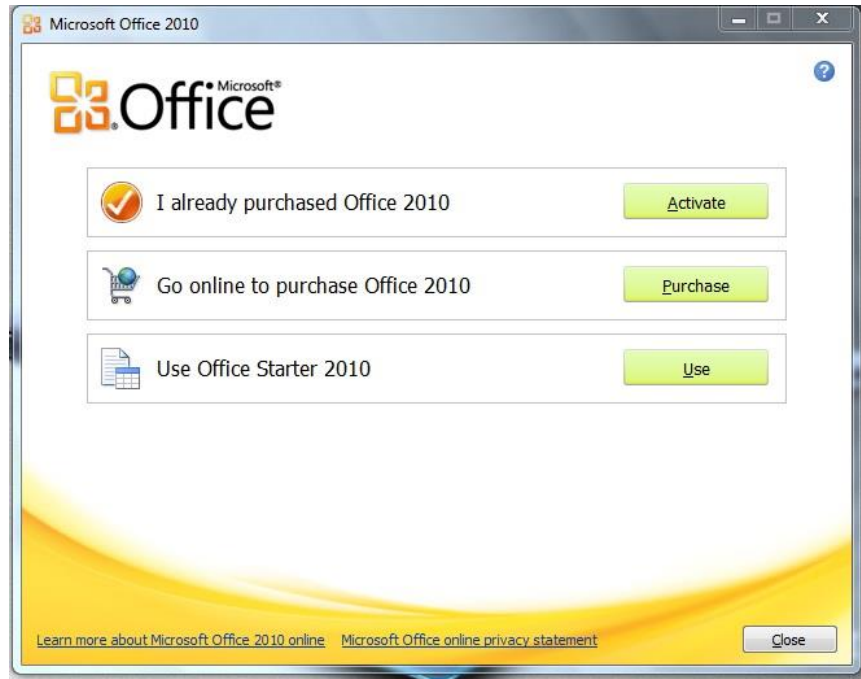 Microsoft Office 2010
Microsoft®
Office
I already purchased Office 2010
Activate
Go online to purchase Office 2010
Purchase
Use Office Starter 2010
Use
Learn more about Microsoft Office 2010 online Microsoft Office online privacy statement
Close